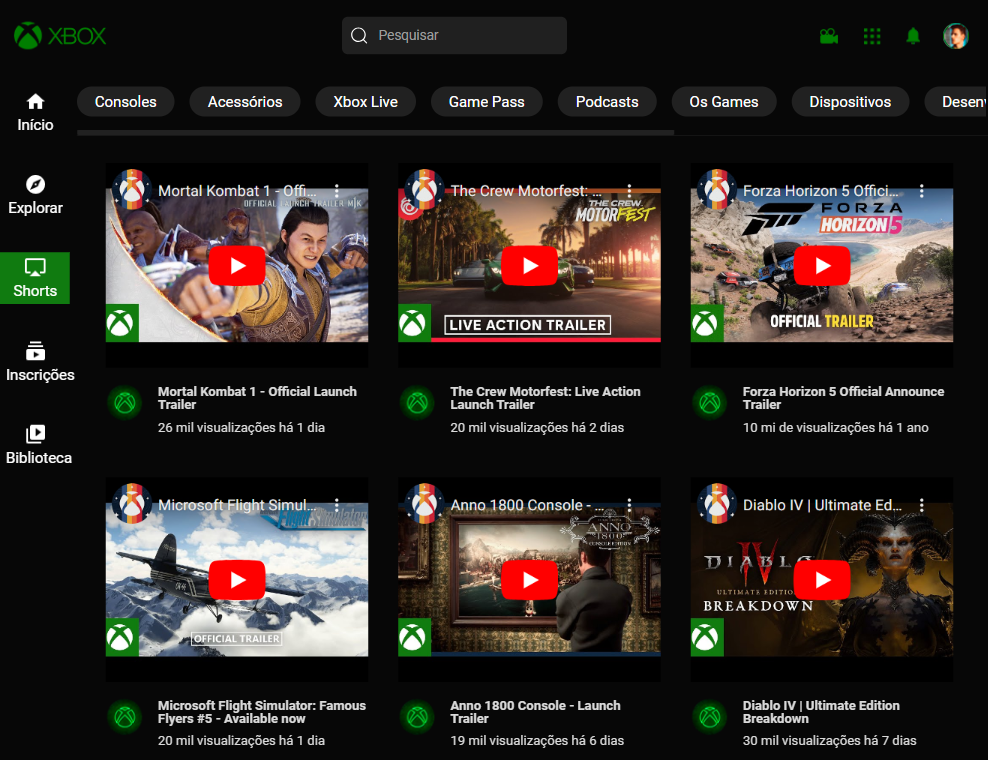 XBOX
Pesquisar
Início
Explorar
Shorts
Inscrições
Biblioteca
Consoles
Acessórios
Xbox Live
Game Pass
Podcasts
Os Games
Dispositivos
Desen
Mortal Kombat 1 - Offi...
OFFICIAL LAUNCH TRAILER
Mortal Kombat 1 - Official Launch
Trailer
26 mil visualizações há 1 dia
The Crew Motorfest: ...
THE CREW
MOTORFEST
LIVE ACTION TRAILER
The Crew Motorfest: Live Action
Launch Trailer
20 mil visualizações há 2 dias
Forza Horizon 5 Offici...
FORZA
HORIZON 5
OFFICIAL TRAILER
Forza Horizon 5 Official Announce
Trailer
10 mi de visualizações há 1 ano
Microsoft Flight Simul...
Flight Simulator
OFFICIAL TRAILER
Microsoft Flight Simulator: Famous
Flyers #5 - Available now
20 mil visualizações há 1 dia
Anno 1800 Console - ...
ANNO
1800
CONSOLE EDITION
Anno 1800 Console - Launch
Trailer
19 mil visualizações há 6 dias
Diablo IV | Ultimate Ed...
DIABLO
IV
ULTIMATE EDITION
BREAKDOWN
Diablo IV | Ultimate Edition
Breakdown
30 mil visualizações há 7 dias